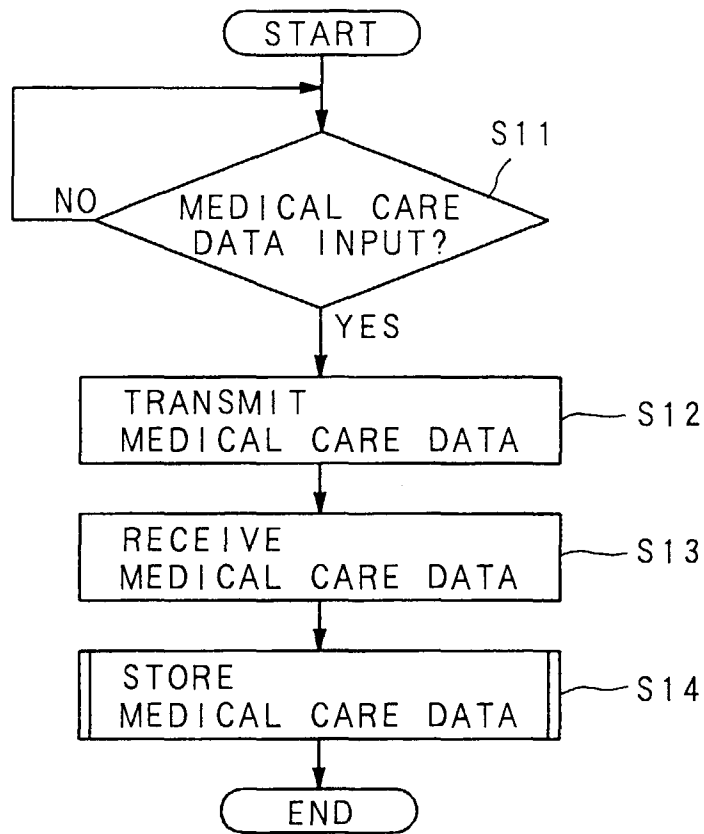 START
S11
MEDICAL CARE
DATA INPUT?
NO
YES
TRANSMIT
MEDICAL CARE DATA
S12
RECEIVE
MEDICAL CARE DATA
S13
STORE
MEDICAL CARE DATA
S14
END